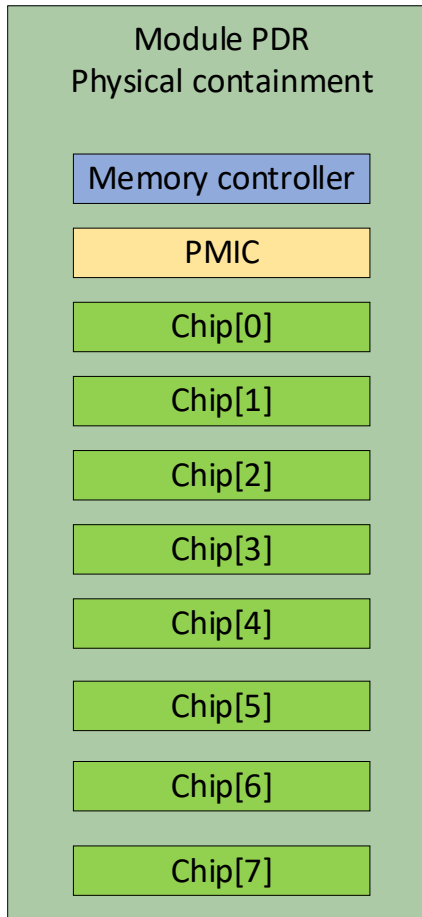 Module PDR
Physical containment
Memory controller
PMIC
Chip[0]
Chip[1]
Chip[2]
Chip[3]
Chip[4]
Chip[5]
Chip[6]
Chip[7]